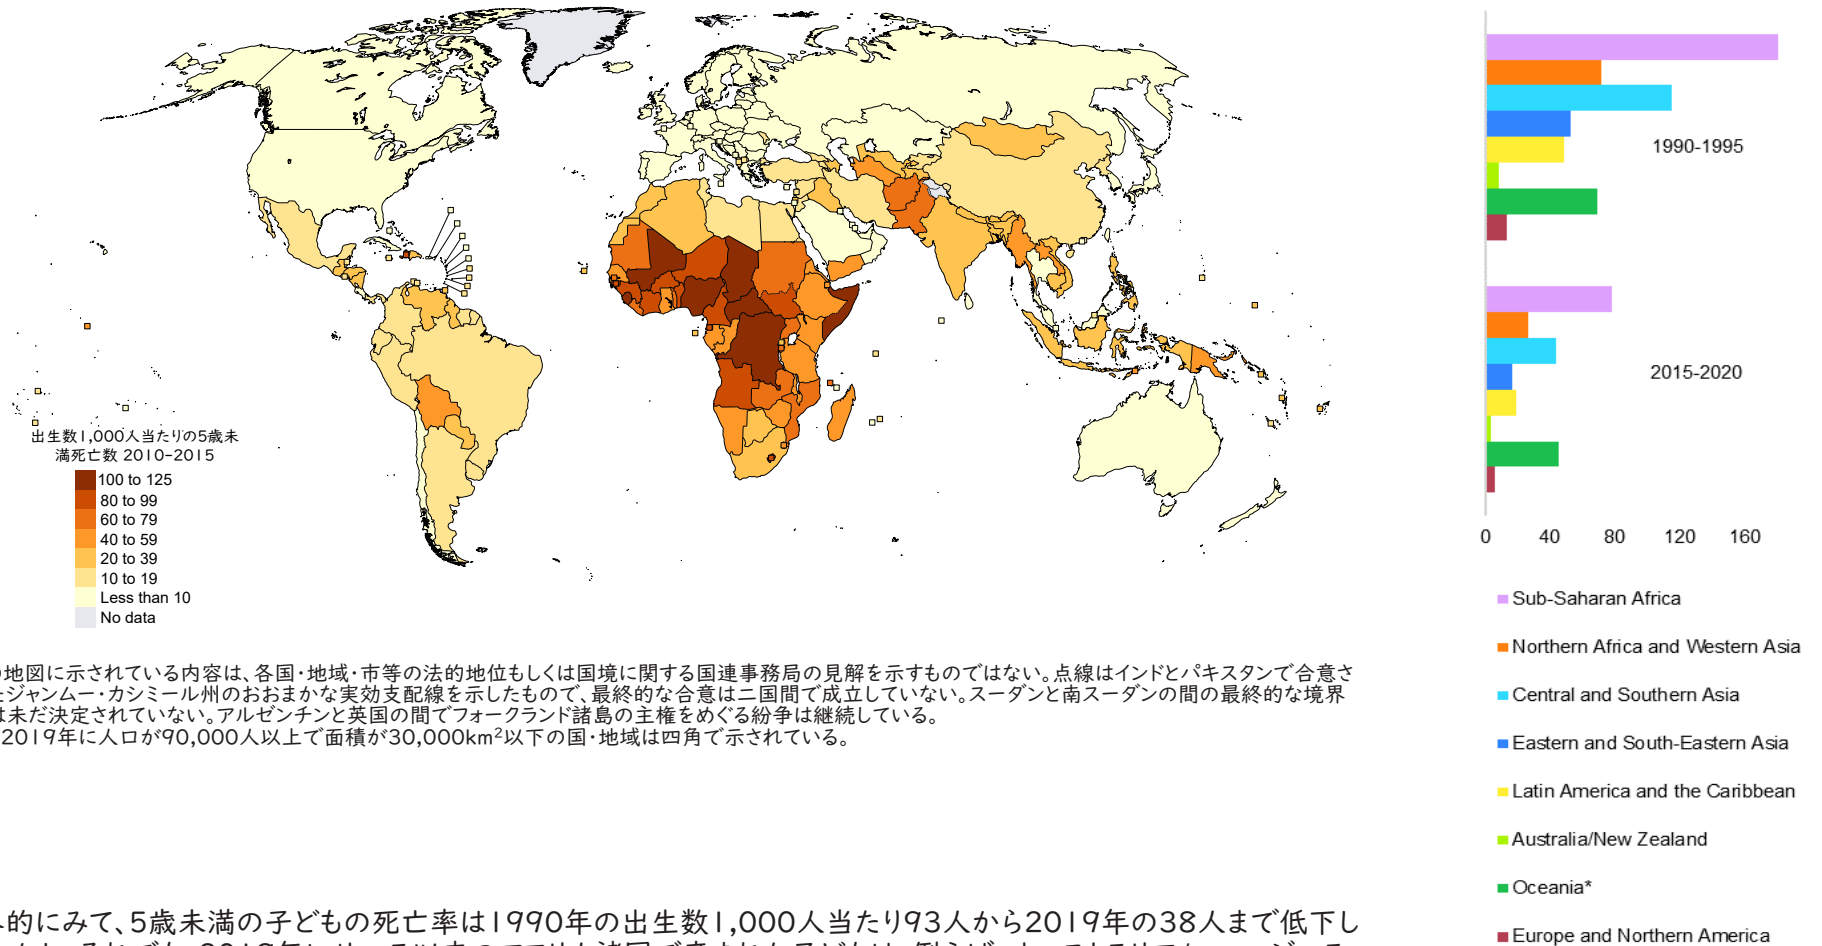 出生数1,000人当たりの5歳未
満死亡数 2010-2015
100 to 125
80 to 99
60 to 79
40 to 59
20 to 39
10 to 19
Less than 10
No data
1990-1995
2015-2020
0 40 80 120 160
Sub-Saharan Africa
Northern Africa and Western Asia
Central and Southern Asia
Eastern and South-Eastern Asia
Latin America and the Caribbean
Australia/New Zealand
Oceania*
Europe and Northern America
地図に示されている内容は、各国・地域・市等の法的地位もしくは国境に関する国連事務局の見解を示すものではない。点線はインドとパキスタンで合意さ
ジャンムー・カシミール州のおおまかな実効支配線を示したもので、最終的な合意は二国間で成立していない。スーダンと南スーダンの間の最終的な境界
未だ決定されていない。アルゼンチンと英国の間でフォークランド諸島の主権をめぐる紛争は継続している。
2019年に人口が90,000人以上で面積が30,000km²以下の国・地域は四角で示されている。
的にみて、5歳未満の子どもの死亡率は1990年の出生数1,000人当たり93人から2019年の38人まで低下し